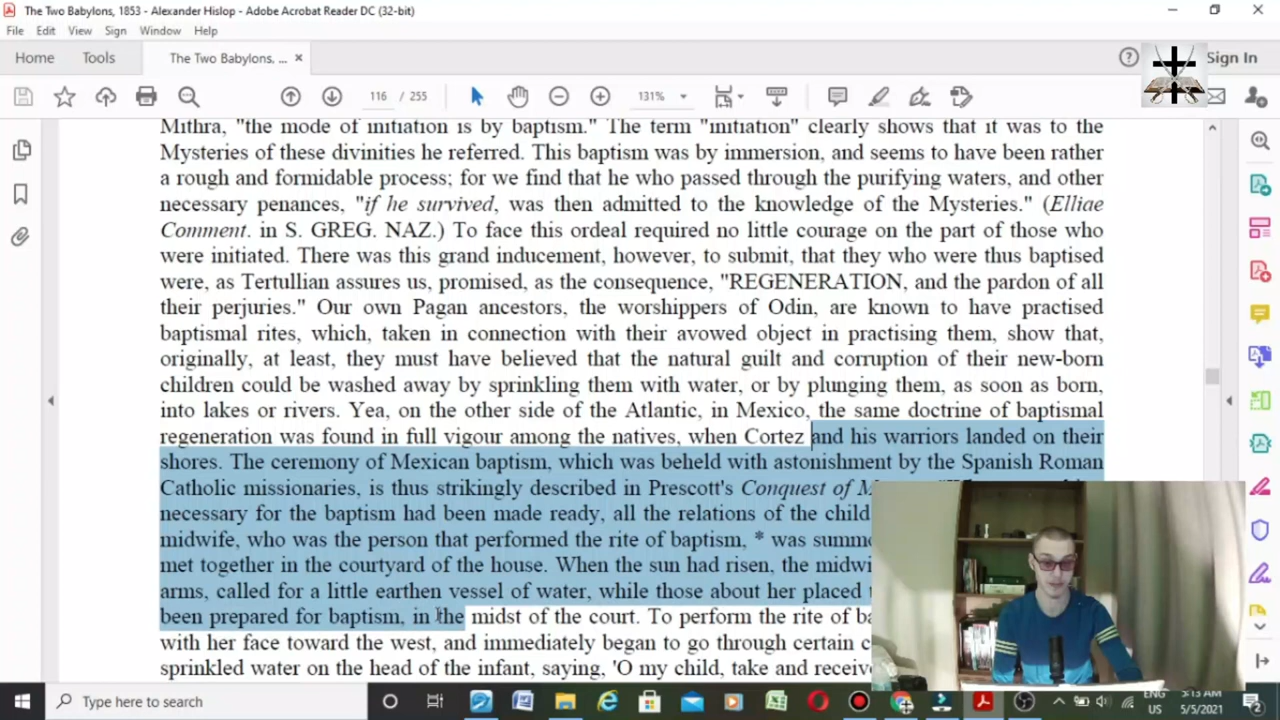 The Two Babylons, 1853 - Alexander Hislop - Adobe Acrobat Reader DC (32-bit)
File Edit View Sign Window Help
Home Tools The Two Babylons, ... × Sign In
116 / 255 131%
Mithra, "the mode of initiation is by baptism." The term "initiation" clearly shows that it was to the
Mysteries of these divinities he referred. This baptism was by immersion, and seems to have been rather
a rough and formidable process; for we find that he who passed through the purifying waters, and other
necessary penances, "if he survived, was then admitted to the knowledge of the Mysteries." (Elliae
Comment. in S. GREG. NAZ.) To face this ordeal required no little courage on the part of those who
were initiated. There was this grand inducement, however, to submit, that they who were thus baptised
were, as Tertullian assures us, promised, as the consequence, "REGENERATION, and the pardon of all
their perjuries." Our own Pagan ancestors, the worshippers of Odin, are known to have practised
baptismal rites, which, taken in connection with their avowed object in practising them, show that,
originally, at least, they must have believed that the natural guilt and corruption of their new-born
children could be washed away by sprinkling them with water, or by plunging them, as soon as born,
into lakes or rivers. Yea, on the other side of the Atlantic, in Mexico, the same doctrine of baptismal
regeneration was found in full vigour among the natives, when Cortez and his warriors landed on their
shores. The ceremony of Mexican baptism, which was beheld with astonishment by the Spanish Roman
Catholic missionaries, is thus strikingly described in Prescott's Conquest of
necessary for the baptism had been made ready, all the relations of the child
midwife, who was the person that performed the rite of baptism, * was
met together in the courtyard of the house. When the sun had risen, the
arms, called for a little earthen vessel of water, while those about her placed
been prepared for baptism, in the midst of the court. To perform the rite of
with her face toward the west, and immediately began to go through certain
sprinkled water on the head of the infant, saying, 'O my child, take and
Type here to search
ENG
US
5:13 AM
5/5/2021
2